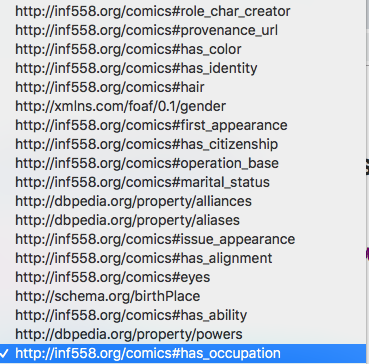 http://inf558.org/comics#role_char_creator
http://inf558.org/comics#provenance_url
http://inf558.org/comics#has_color
http://inf558.org/comics#has_identity
http://inf558.org/comics#hair
http://xmlns.com/foaf/0.1/gender
http://inf558.org/comics#first_appearance
http://inf558.org/comics#has_citizenship
http://inf558.org/comics#operation_base
http://inf558.org/comics#marital_status
http://dbpedia.org/property/alliances
http://dbpedia.org/property/aliases
http://inf558.org/comics#issue_appearance
http://inf558.org/comics#has_alignment
http://inf558.org/comics#eyes
http://schema.org/birthPlace
http://inf558.org/comics#has_ability
http://dbpedia.org/property/powers
http://inf558.org/comics#has_occupation